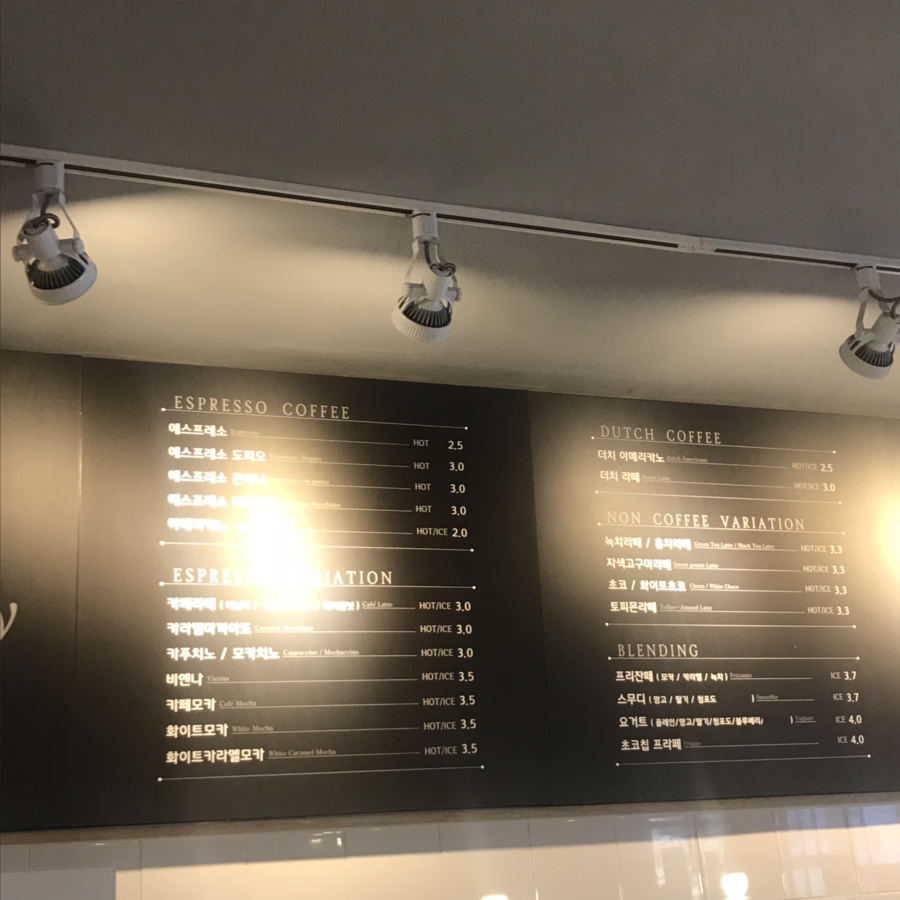 ESPRESSO COFFEE
에스프레소 Espresso HOT 2.5
에스프레소 도피오 Espresso Doppio HOT 3.0
에스프레소 HOT 3.0
에스프레소 HOT 3.0
HOT/ICE 2.0
카페라떼 Café Latte HOT/ICE 3.0
카라멜마끼아또 Caramel Macchiato HOT/ICE 3.0
카푸치노 / 모카치노 Cappuccino / Mochaccino HOT/ICE 3.0
비엔나 Vienna HOT/ICE 3.5
카페모카 Café Mocha HOT/ICE 3.5
화이트모카 White Mocha HOT/ICE 3.5
화이트카라멜모카 White Caramel Mocha HOT/ICE 3.5
DUTCH COFFEE
더치 아메리카노 Dutch Americano HOT/ICE 2.5
더치 라떼 Dutch Latte HOT/ICE 3.0
NON COFFEE VARIATION
녹차라떼 / 홍차라떼 Green Tea Latte / Black Tea Latte HOT/ICE 3.3
자색고구마라떼 Sweet potato Latte HOT/ICE 3.3
초코 / 화이트초코 Choco / White Choco HOT/ICE 3.3
토피몬라떼 Toffee-Almond Latte HOT/ICE 3.3
BLENDING
프리잔떼 ( 모카 / 카라멜 / 녹차 ) ICE 3.7
스무디 ( 망고 / 딸기 / 청포도 ) Smoothie ICE 3.7
요거트 ( 플레인/망고/딸기/청포도/블루베리/ ) Yoghurt ICE 4.0
초코칩 프라페 Frappe ICE 4.0